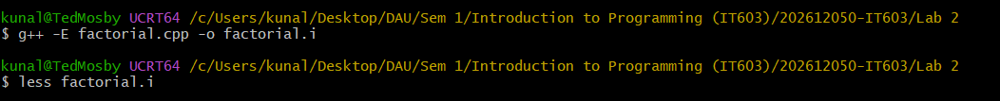 kunal@TedMosby UCRT64 /c/Users/kunal/Desktop/DAU/Sem 1/Introduction to Programming (IT603)/202612050-IT603/Lab 2
$ g++ -E factorial.cpp -o factorial.i
kunal@TedMosby UCRT64 /c/Users/kunal/Desktop/DAU/Sem 1/Introduction to Programming (IT603)/202612050-IT603/Lab 2
$ less factorial.i